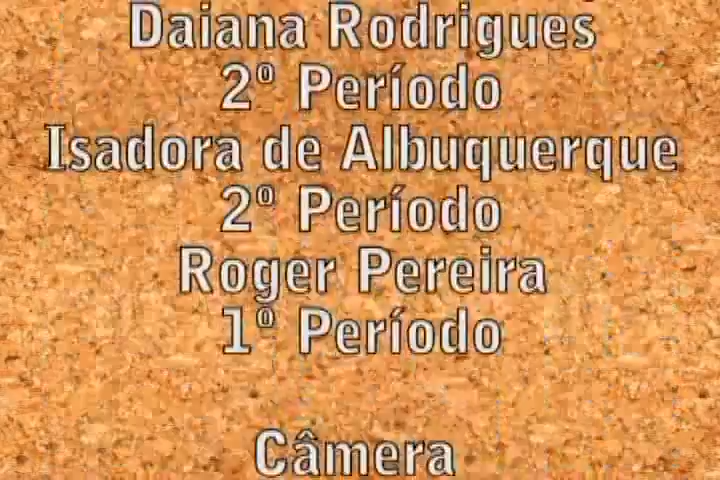 Daiana Rodrigues
2º Período
Isadora de Albuquerque
2º Período
Roger Pereira
1º Período
Câmera